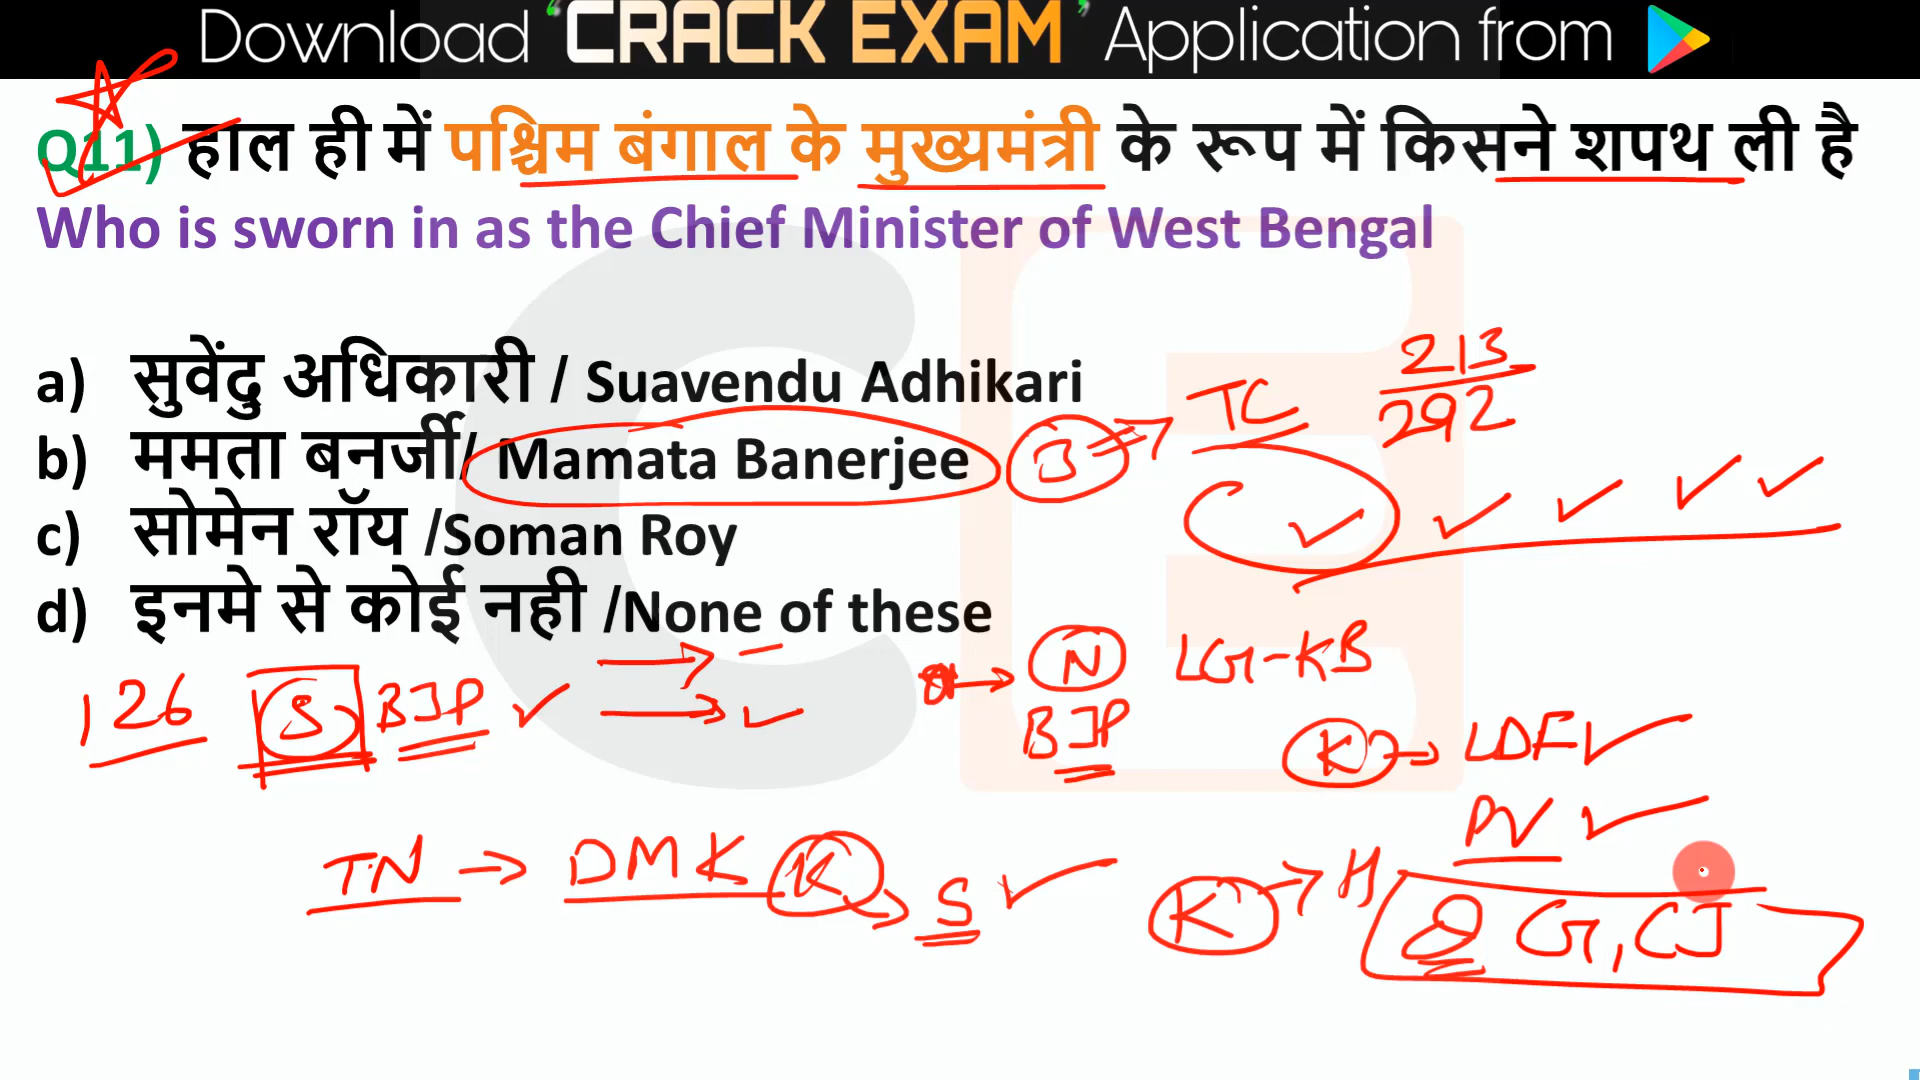 Download ‘CRACK EXAM’ Application from
Q11) हाल ही में पश्चिम बंगाल के मुख्यमंत्री के रूप में किसने शपथ ली है
Who is sworn in as the Chief Minister of West Bengal
a) सुवेंदु अधिकारी / Suavendu Adhikari
b) ममता बनर्जी/ Mamata Banerjee
c) सोमेन रॉय /Soman Roy
d) इनमे से कोई नही /None of these
TC
213
292
N LG-KB
126 S BJP
BJP
K → LDF
PV
TN → DMK K → S
K → H
G, CJ